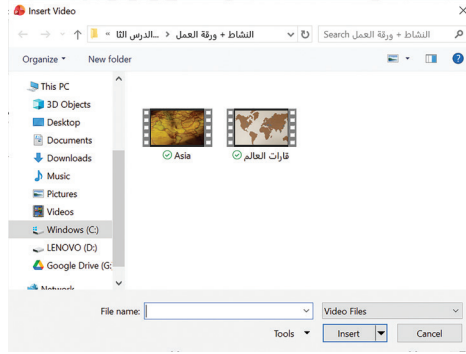 Insert Video
النشاط + ورقة العمل › ...الدرس الثا «
Search النشاط + ورقة العمل
Organize
New folder
This PC
3D Objects
Desktop
Documents
Downloads
Music
Pictures
Videos
Windows (C:)
LENOVO (D:)
Google Drive (G:
Network
Asia
قارات العالم
File name:
Video Files
Tools
Insert
Cancel